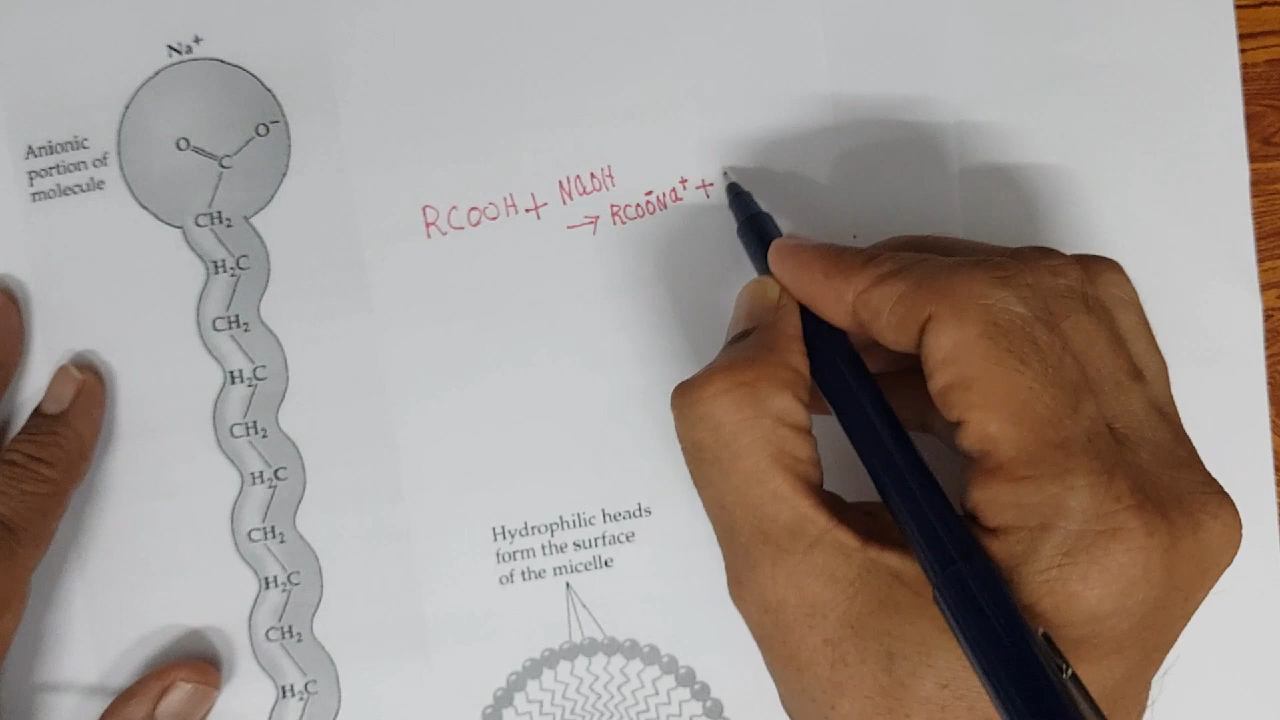 Na⁺
O
O⁻
C
Anionic
portion of
molecule
CH₂
H₂C
CH₂
H₂C
CH₂
H₂C
CH₂
H₂C
CH₂
H₂C
RCOOH + NaOH
→ RCOO⁻Na⁺ +
Hydrophilic heads
form the surface
of the micelle